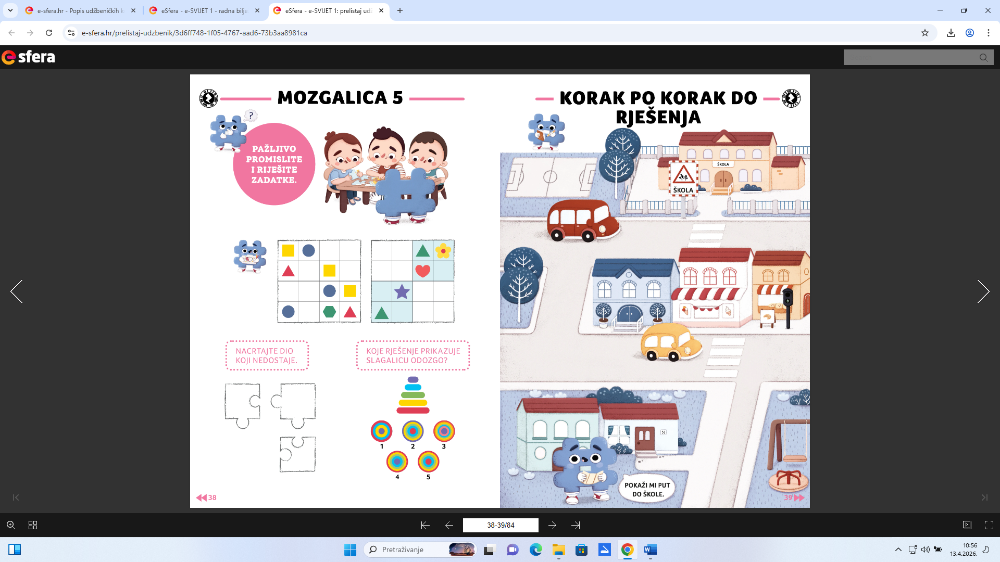 e-sfera.hr - Popis udžbeničkih k
eSfera - e-SVIJET 1 - radna bilje
eSfera - e-SVIJET 1: prelistaj udž
e-sfera.hr/prelistaj-udzbenik/3d6ff748-1f05-4767-aad6-73b3aa8981ca
e sfera
MOZGALICA 5
?
PAŽLJIVO
PROMISLITE
I RIJEŠITE
ZADATKE.
NACRTAJTE DIO
KOJI NEDOSTAJE.
KOJE RJEŠENJE PRIKAZUJE
SLAGALICU ODOZGO?
1
2
3
4
5
38
KORAK PO KORAK DO
RJEŠENJA
ŠKOLA
ŠKOLA
51
POKAŽI MI PUT
DO ŠKOLE.
39
38-39/84
Pretraživanje
10:56
13.4.2026.